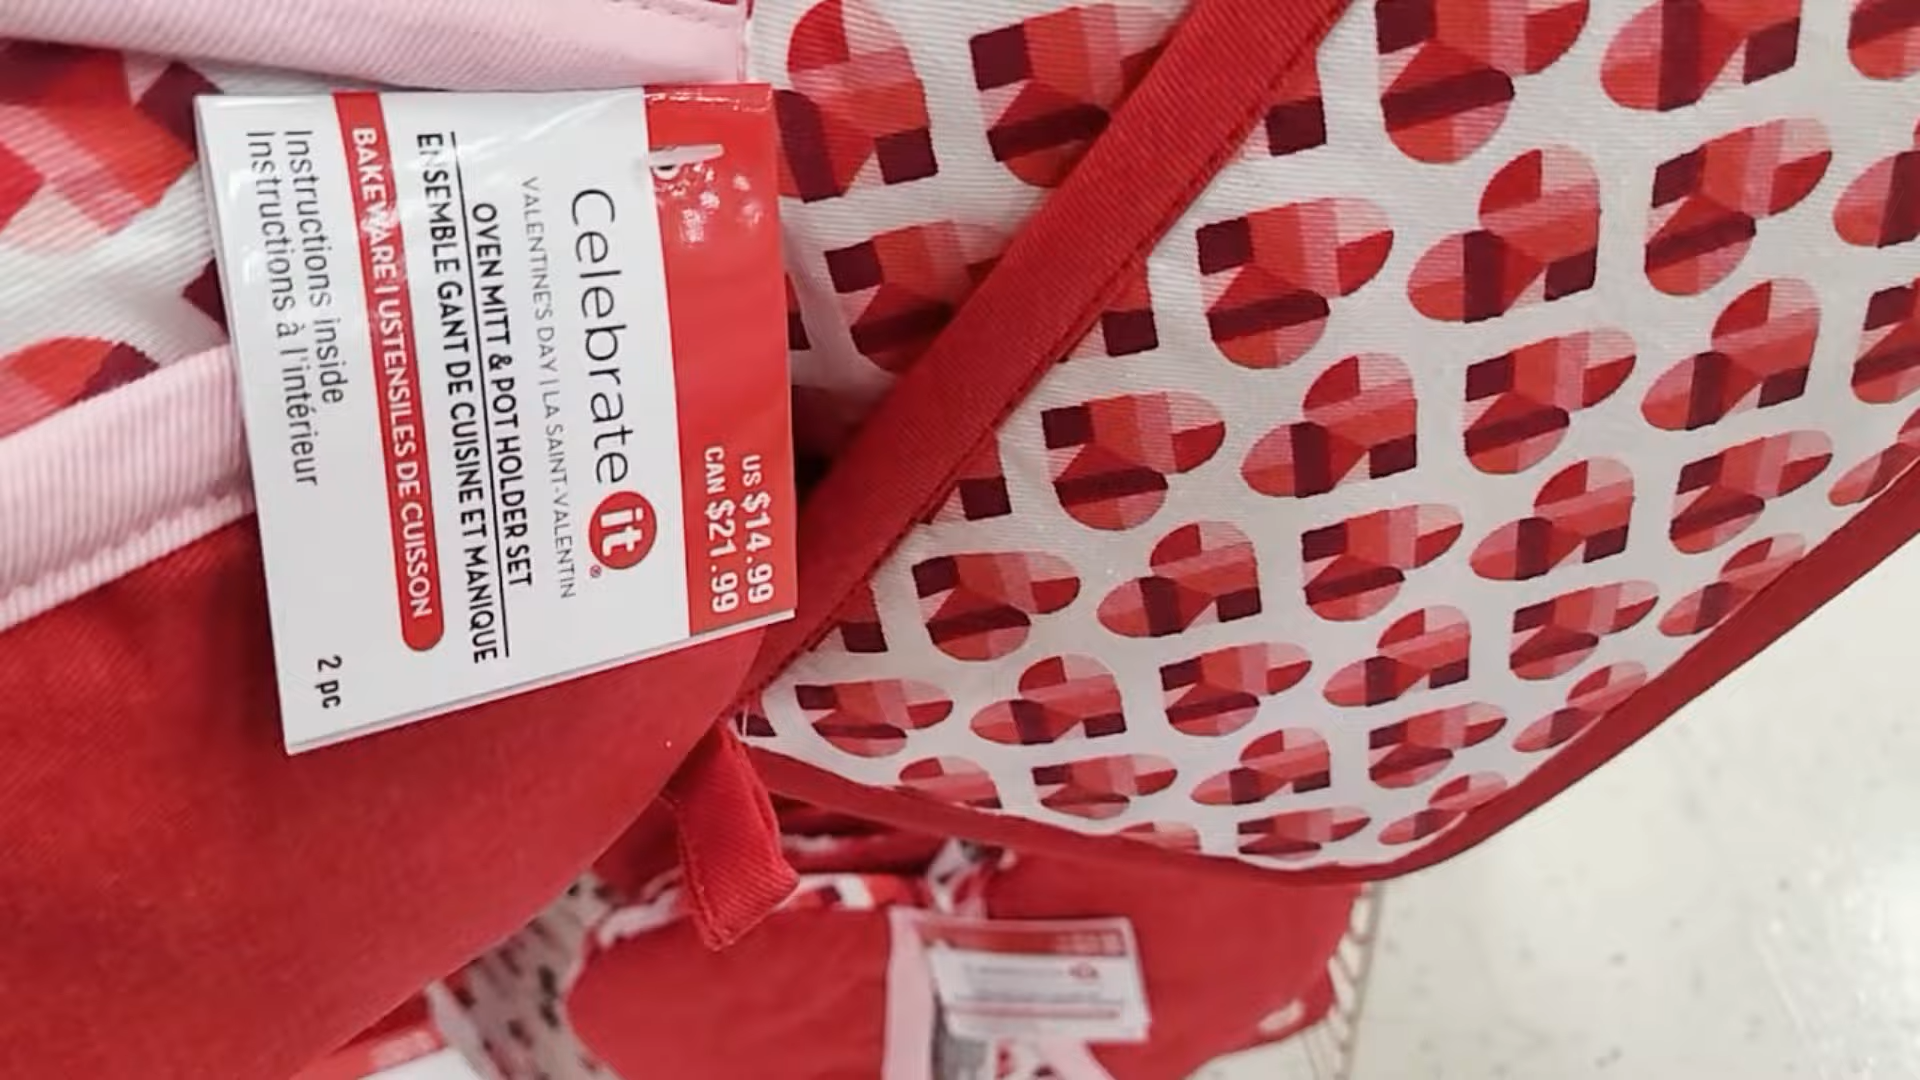 US $14.99
CAN $21.99
Celebrate it®
VALENTINE'S DAY | LA SAINT-VALENTIN
OVEN MITT & POT HOLDER SET
ENSEMBLE GANT DE CUISINE ET MANIQUE
BAKEWARE | USTENSILES DE CUISSON
Instructions inside
Instructions à l'intérieur
2 pc